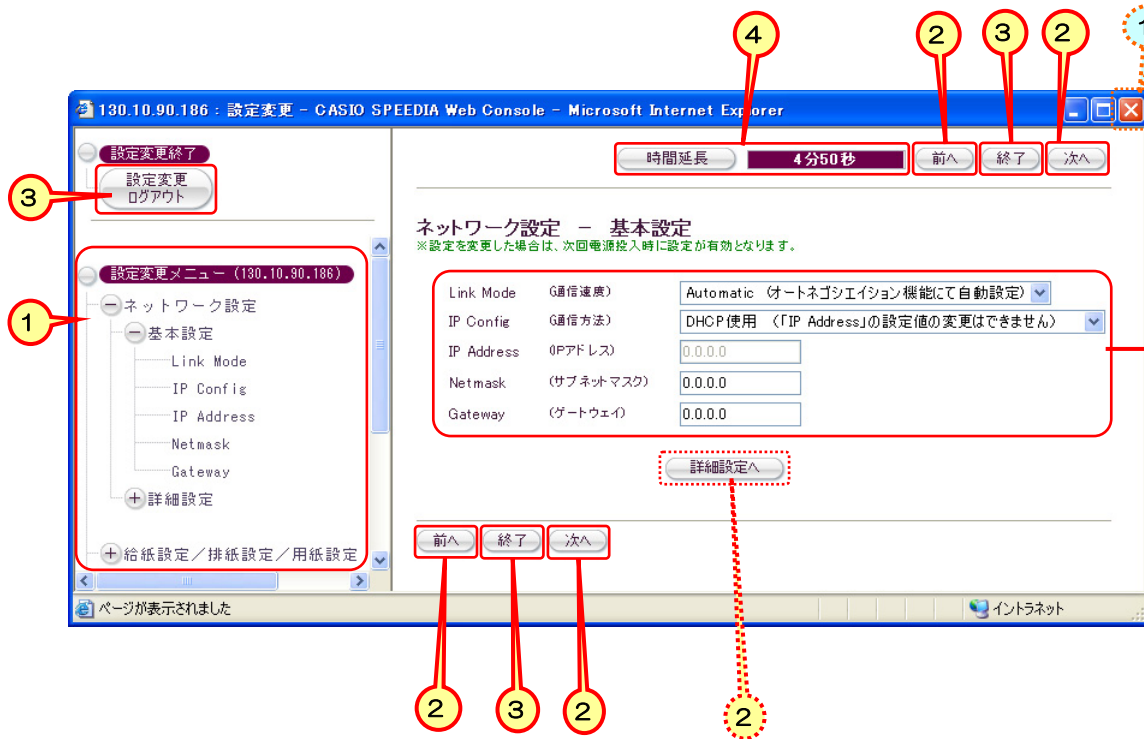 4
2
3
2
1
130.10.90.186 : 設定変更 - CASIO SPEEDIA Web Console - Microsoft Internet Explorer
設定変更終了
設定変更
ログアウト
3
時間延長 4分50秒 前へ 終了 次へ
ネットワーク設定 － 基本設定
※設定を変更した場合は、次回電源投入時に設定が有効となります。
1
設定変更メニュー (130.10.90.186)
ネットワーク設定
基本設定
Link Mode
IP Config
IP Address
Netmask
Gateway
詳細設定
給紙設定／排紙設定／用紙設定
Link Mode (通信速度) Automatic (オートネゴシエイション機能にて自動設定)
IP Config (通信方法) DHCP使用 (「IP Address」の設定値の変更はできません)
IP Address (IPアドレス) 0.0.0.0
Netmask (サブネットマスク) 0.0.0.0
Gateway (ゲートウェイ) 0.0.0.0
詳細設定へ
前へ 終了 次へ
ページが表示されました
イントラネット
2
3
2
2